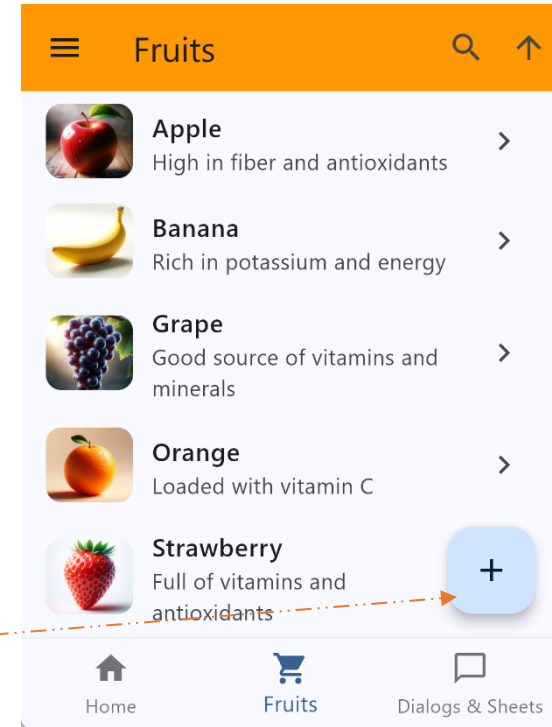 Fruits
Apple
High in fiber and antioxidants
Banana
Rich in potassium and energy
Grape
Good source of vitamins and
minerals
Orange
Loaded with vitamin C
Strawberry
Full of vitamins and
antioxidants
+
Home
Fruits
Dialogs & Sheets